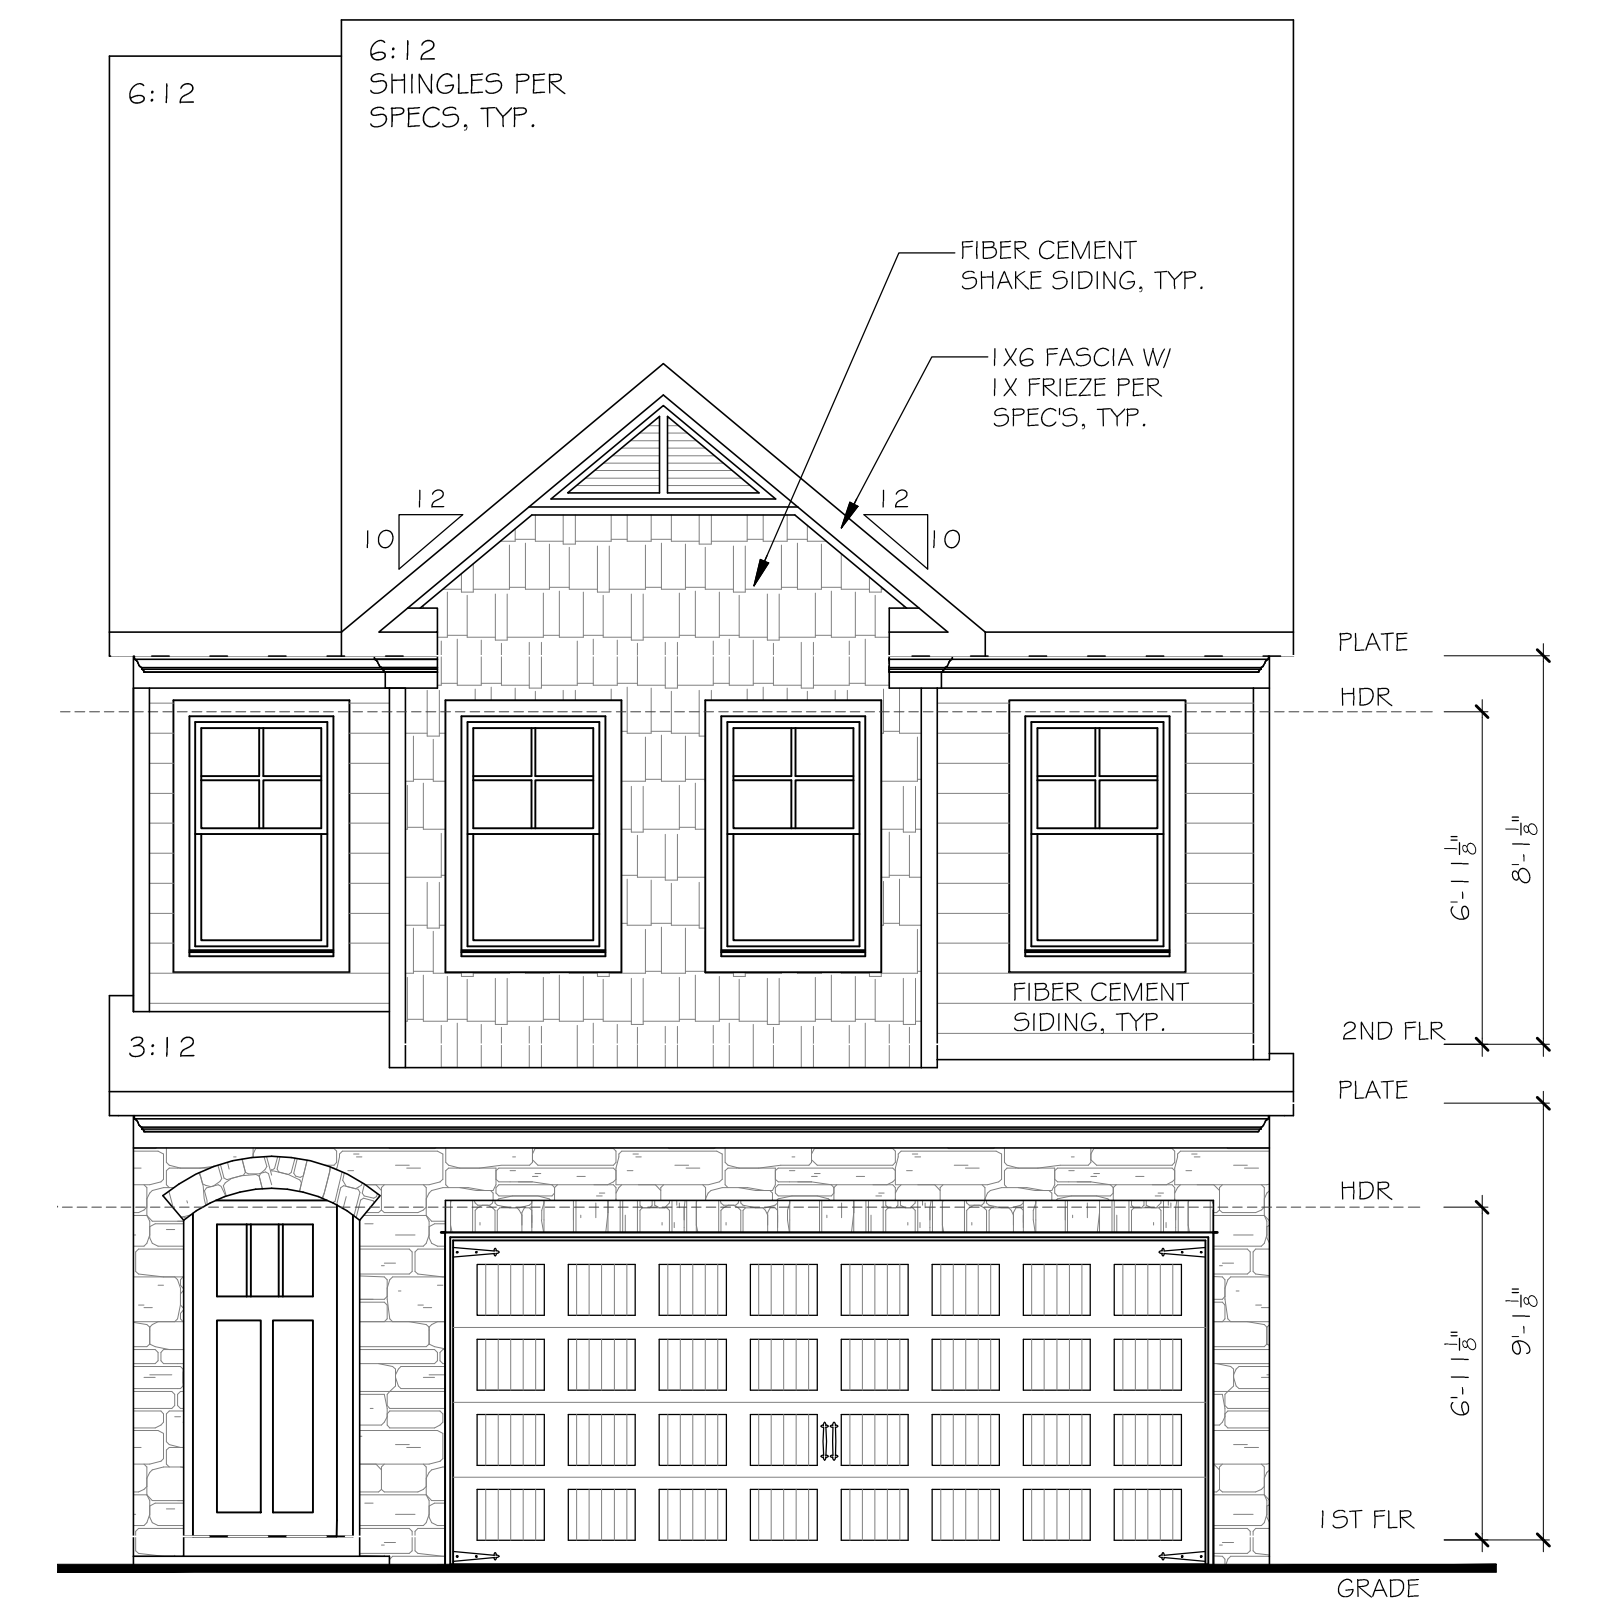 6:12
SHINGLES PER
SPECS, TYP.
6:12
FIBER CEMENT
SHAKE SIDING, TYP.
1X6 FASCIA W/
1X FRIEZE PER
SPEC'S, TYP.
12
10
12
10
PLATE
HDR
6'-11 1/8"
8'-1 1/8"
FIBER CEMENT
SIDING, TYP.
2ND FLR
3:12
PLATE
HDR
6'-11 1/8"
9'-1 1/8"
1ST FLR
GRADE